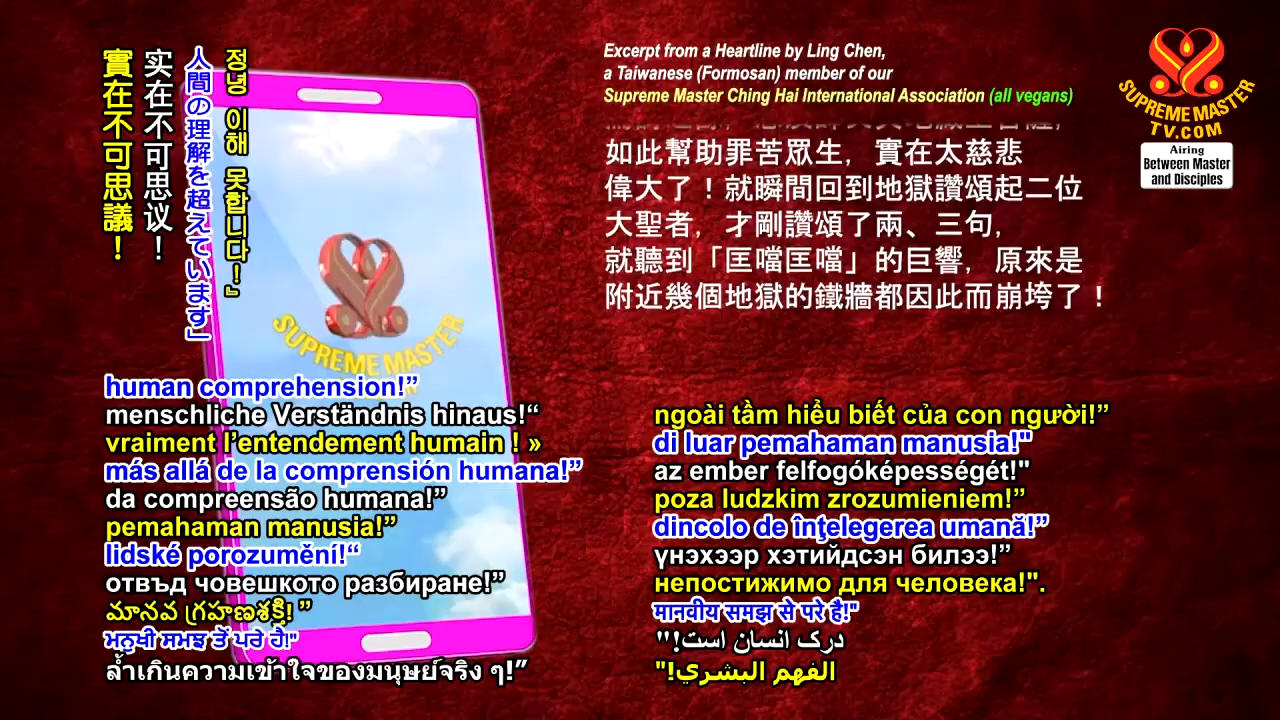 實在不可思議！
实在不可思议！
人間の理解を超えています」
정녕 이해 못합니다!』
Excerpt from a Heartline by Ling Chen,
a Taiwanese (Formosan) member of our
Supreme Master Ching Hai International Association (all vegans)
如此幫助罪苦眾生，實在太慈悲
偉大了！就瞬間回到地獄讚頌起二位
大聖者，才剛讚頌了兩、三句，
就聽到「匡噹匡噹」的巨響，原來是
附近幾個地獄的鐵牆都因此而崩垮了！
SUPREME MASTER
TV.COM
Airing
Between Master
and Disciples
SUPREME MASTER
human comprehension!”
menschliche Verständnis hinaus!“
vraiment l’entendement humain ! »
más allá de la comprensión humana!”
da compreensão humana!”
pemahaman manusia!”
lidské porozumění!“
отвъд човешкото разбиране!”
మానవ గ్రహణశక్తి! ”
ਮਨੁਖੀ ਸਮਝ ਤੋਂ ਪਰੇ ਹੈ!"
ล้ำเกินความเข้าใจของมนุษย์จริง ๆ!”
ngoài tầm hiểu biết của con người!”
di luar pemahaman manusia!"
az ember felfogóképességét!"
poza ludzkim zrozumieniem!”
dincolo de înţelegerea umană!”
үнэхээр хэтийдсэн билээ!”
непостижимо для человека!".
मानवीय समझ से परे है!"
درک انسان است!"
الفهم البشري!"